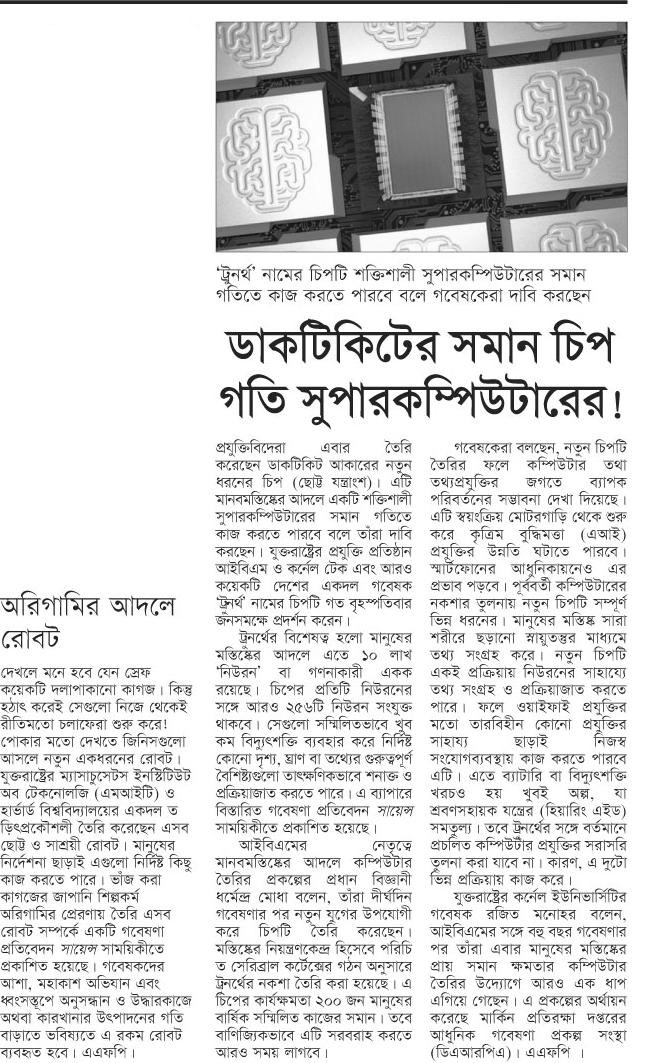 ‘ট্রুনর্থ’ নামের চিপটি শক্তিশালী সুপারকম্পিউটারের সমান
গতিতে কাজ করতে পারবে বলে গবেষকেরা দাবি করছেন
ডাকটিকিটের সমান চিপ
গতি সুপারকম্পিউটারের!
প্রযুক্তিবিদেরা এবার তৈরি
করেছেন ডাকটিকিট আকারের নতুন
ধরনের চিপ (ছোট্ট যন্ত্রাংশ)। এটি
মানবমস্তিষ্কের আদলে একটি শক্তিশালী
সুপারকম্পিউটারের সমান গতিতে
কাজ করতে পারবে বলে তাঁরা দাবি
করছেন। যুক্তরাষ্ট্রের প্রযুক্তি প্রতিষ্ঠান
আইবিএম ও কর্নেল টেক এবং আরও
কয়েকটি দেশের একদল গবেষক
‘ট্রুনর্থ’ নামের চিপটি গত বৃহস্পতিবার
জনসমক্ষে প্রদর্শন করেন।
ট্রুনর্থের বিশেষত্ব হলো মানুষের
মস্তিষ্কের আদলে এতে ১০ লাখ
‘নিউরন’ বা গণনাকারী একক
রয়েছে। চিপের প্রতিটি নিউরনের
সঙ্গে আরও ২৫৬টি নিউরন সংযুক্ত
থাকবে। সেগুলো সম্মিলিতভাবে খুব
কম বিদ্যুৎশক্তি ব্যবহার করে নির্দিষ্ট
কোনো দৃশ্য, ঘ্রাণ বা তথ্যের গুরুত্বপূর্ণ
বৈশিষ্ট্যগুলো তাৎক্ষণিকভাবে শনাক্ত ও
প্রক্রিয়াজাত করতে পারে। এ ব্যাপারে
বিস্তারিত গবেষণা প্রতিবেদন সায়েন্স
সাময়িকীতে প্রকাশিত হয়েছে।
আইবিএমের নেতৃত্বে
মানবমস্তিষ্কের আদলে কম্পিউটার
তৈরির প্রকল্পের প্রধান বিজ্ঞানী
ধর্মেন্দ্র মোধা বলেন, তাঁরা দীর্ঘদিন
গবেষণার পর নতুন যুগের উপযোগী
করে চিপটি তৈরি করেছেন।
মস্তিষ্কের নিয়ন্ত্রণকেন্দ্র হিসেবে পরিচি
ত সেরিব্রাল কর্টেক্সের গঠন অনুসারে
ট্রুনর্থের নকশা তৈরি করা হয়েছে। এ
চিপের কার্যক্ষমতা ২০০ জন মানুষের
বার্ষিক সম্মিলিত কাজের সমান। তবে
বাণিজ্যিকভাবে এটি সরবরাহ করতে
আরও সময় লাগবে।
গবেষকেরা বলছেন, নতুন চিপটি
তৈরির ফলে কম্পিউটার তথা
তথ্যপ্রযুক্তির জগতে ব্যাপক
পরিবর্তনের সম্ভাবনা দেখা দিয়েছে।
এটি স্বয়ংক্রিয় মোটরগাড়ি থেকে শুরু
করে কৃত্রিম বুদ্ধিমত্তা (এআই)
প্রযুক্তির উন্নতি ঘটাতে পারবে।
স্মার্টফোনের আধুনিকায়নেও এর
প্রভাব পড়বে। পূর্ববর্তী কম্পিউটারের
নকশার তুলনায় নতুন চিপটি সম্পূর্ণ
ভিন্ন ধরনের। মানুষের মস্তিষ্ক সারা
শরীরে ছড়ানো স্নায়ুতন্তুর মাধ্যমে
তথ্য সংগ্রহ করে। নতুন চিপটি
একই প্রক্রিয়ায় নিউরনের সাহায্যে
তথ্য সংগ্রহ ও প্রক্রিয়াজাত করতে
পারে। ফলে ওয়াইফাই প্রযুক্তির
মতো তারবিহীন কোনো প্রযুক্তির
সাহায্য ছাড়াই নিজস্ব
সংযোগব্যবস্থায় কাজ করতে পারবে
এটি। এতে ব্যাটারি বা বিদ্যুৎশক্তি
খরচও হয় খুবই অল্প, যা
শ্রবণসহায়ক যন্ত্রের (হিয়ারিং এইড)
সমতুল্য। তবে ট্রুনর্থের সঙ্গে বর্তমানে
প্রচলিত কম্পিউটার প্রযুক্তির সরাসরি
তুলনা করা যাবে না। কারণ, এ দুটো
ভিন্ন প্রক্রিয়ায় কাজ করে।
যুক্তরাষ্ট্রের কর্নেল ইউনিভার্সিটির
গবেষক রজিত মনোহর বলেন,
আইবিএমের সঙ্গে বহু বছর গবেষণার
পর তাঁরা এবার মানুষের মস্তিষ্কের
প্রায় সমান ক্ষমতার কম্পিউটার
তৈরির উদ্যোগে আরও এক ধাপ
এগিয়ে গেছেন। এ প্রকল্পের অর্থায়ন
করেছে মার্কিন প্রতিরক্ষা দপ্তরের
আধুনিক গবেষণা প্রকল্প সংস্থা
(ডিএআরপিএ)। এএফপি ।
অরিগামির আদলে
রোবট
দেখলে মনে হবে যেন স্রেফ
কয়েকটি দলাপাকানো কাগজ। কিন্তু
হঠাৎ করেই সেগুলো নিজে থেকেই
রীতিমতো চলাফেরা শুরু করে!
পোকার মতো দেখতে জিনিসগুলো
আসলে নতুন একধরনের রোবট।
যুক্তরাষ্ট্রের ম্যাসাচুসেটস ইনস্টিটিউট
অব টেকনোলজি (এমআইটি) ও
হার্ভার্ড বিশ্ববিদ্যালয়ের একদল ত
ড়িৎপ্রকৌশলী তৈরি করেছেন এসব
ছোট্ট ও সাশ্রয়ী রোবট। মানুষের
নির্দেশনা ছাড়াই এগুলো নির্দিষ্ট কিছু
কাজ করতে পারে। ভাঁজ করা
কাগজের জাপানি শিল্পকর্ম
অরিগামির প্রেরণায় তৈরি এসব
রোবট সম্পর্কে একটি গবেষণা
প্রতিবেদন সায়েন্স সাময়িকীতে
প্রকাশিত হয়েছে। গবেষকদের
আশা, মহাকাশ অভিযান এবং
ধ্বংসস্তূপে অনুসন্ধান ও উদ্ধারকাজে
অথবা কারখানার উৎপাদনের গতি
বাড়াতে ভবিষ্যতে এ রকম রোবট
ব্যবহৃত হবে। এএফপি।